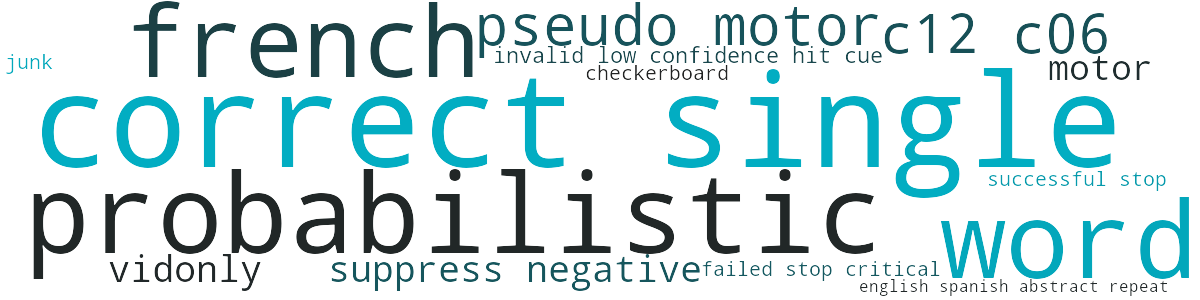 french
pseudo motor
c12 c06
junk
invalid low confidence hit cue
checkerboard
motor
correct single
probabilistic
successful stop
word
vidonly
suppress negative
failed stop critical
english spanish abstract repeat